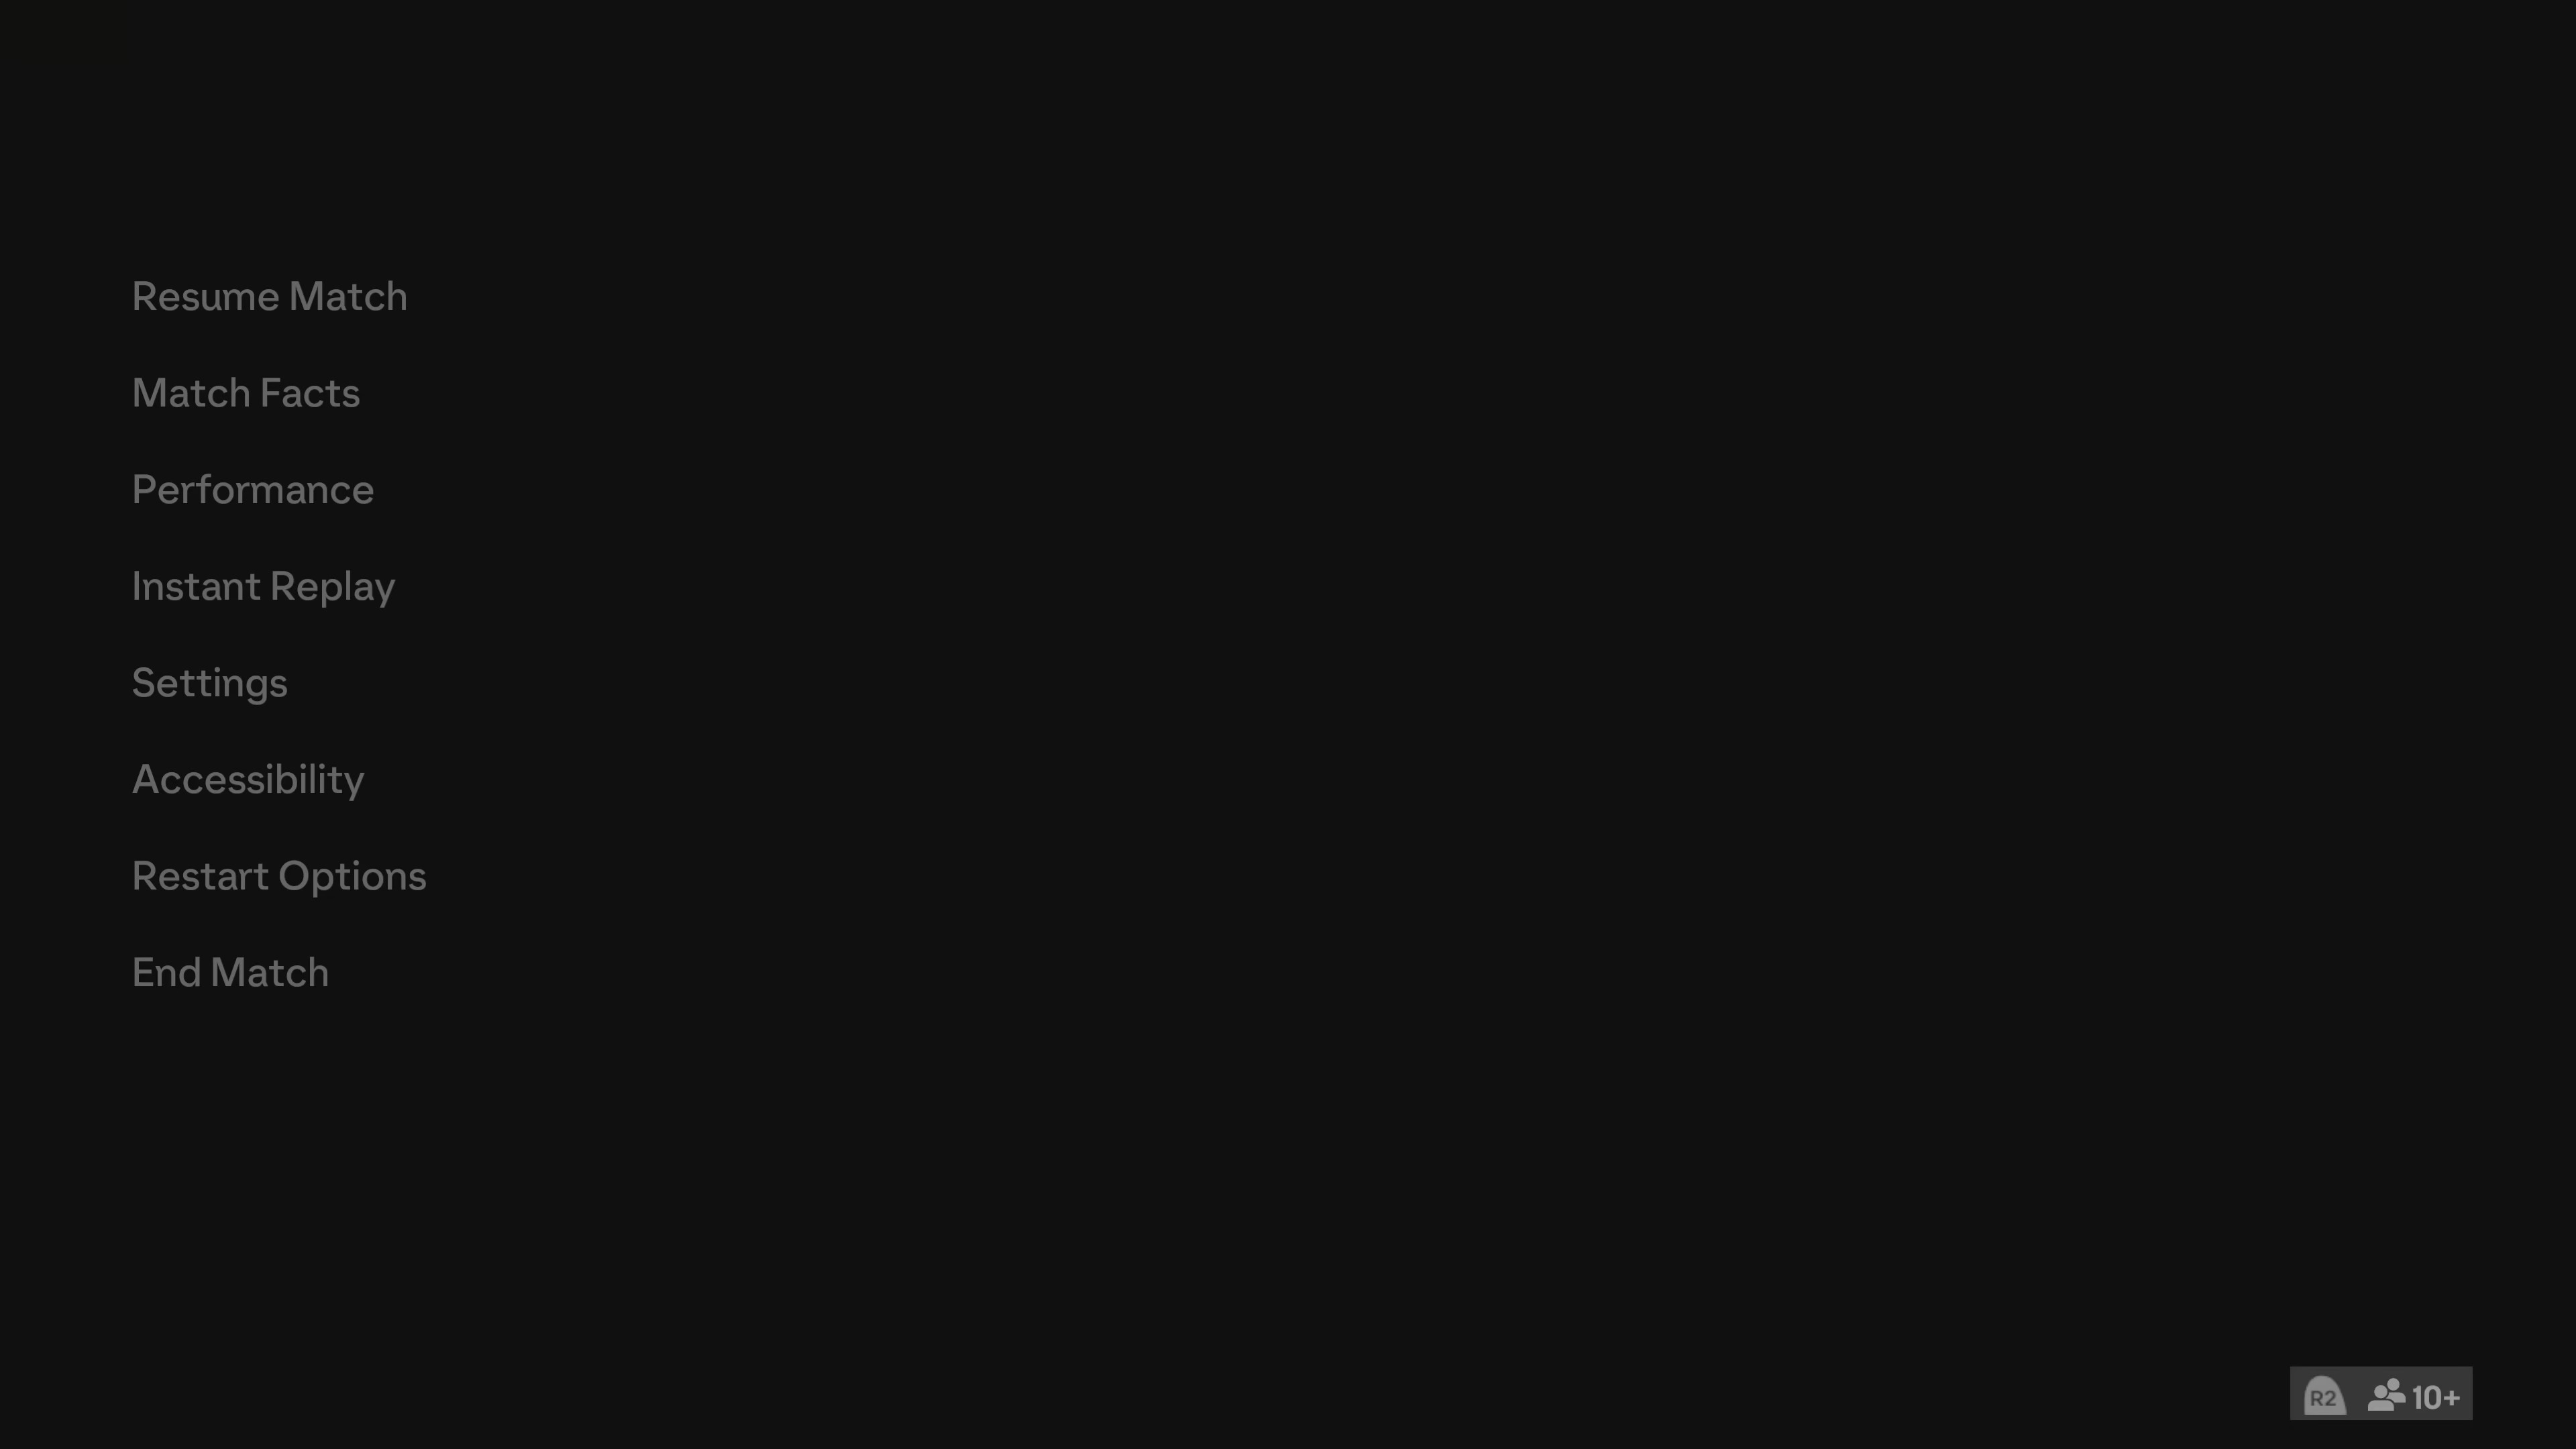 Resume Match
Match Facts
Performance
Instant Replay
Settings
Accessibility
Restart Options
End Match
R2 10+